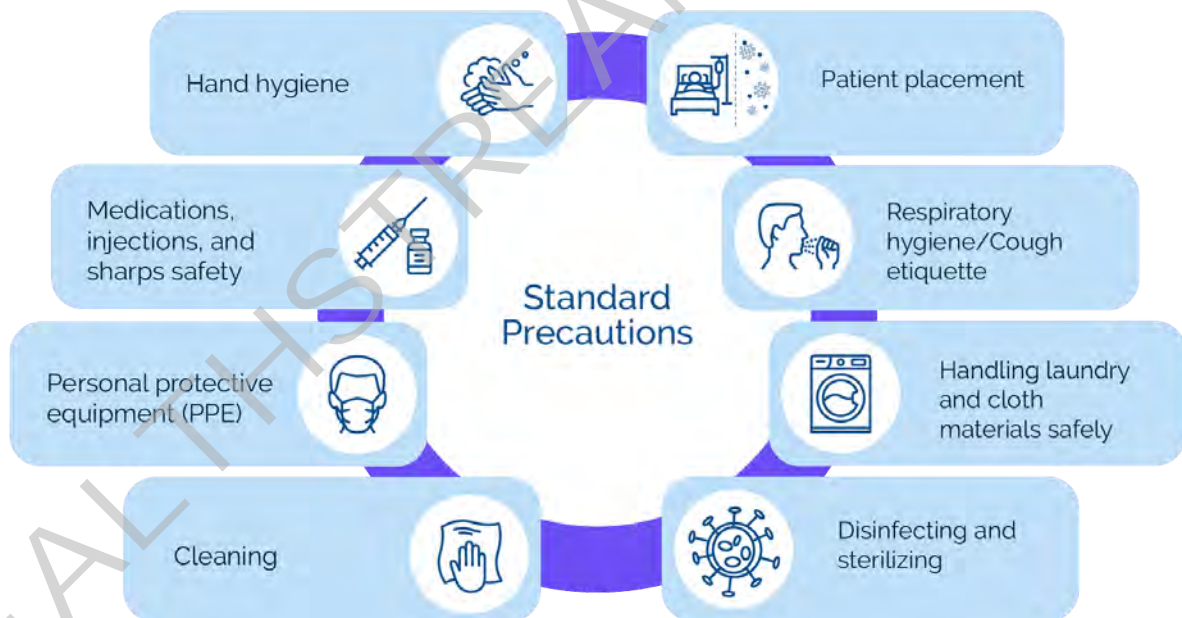 Hand hygiene
Patient placement
Medications,
injections, and
sharps safety
Respiratory
hygiene/Cough
etiquette
Standard
Precautions
Personal protective
equipment (PPE)
Handling laundry
and cloth
materials safely
Cleaning
Disinfecting and
sterilizing